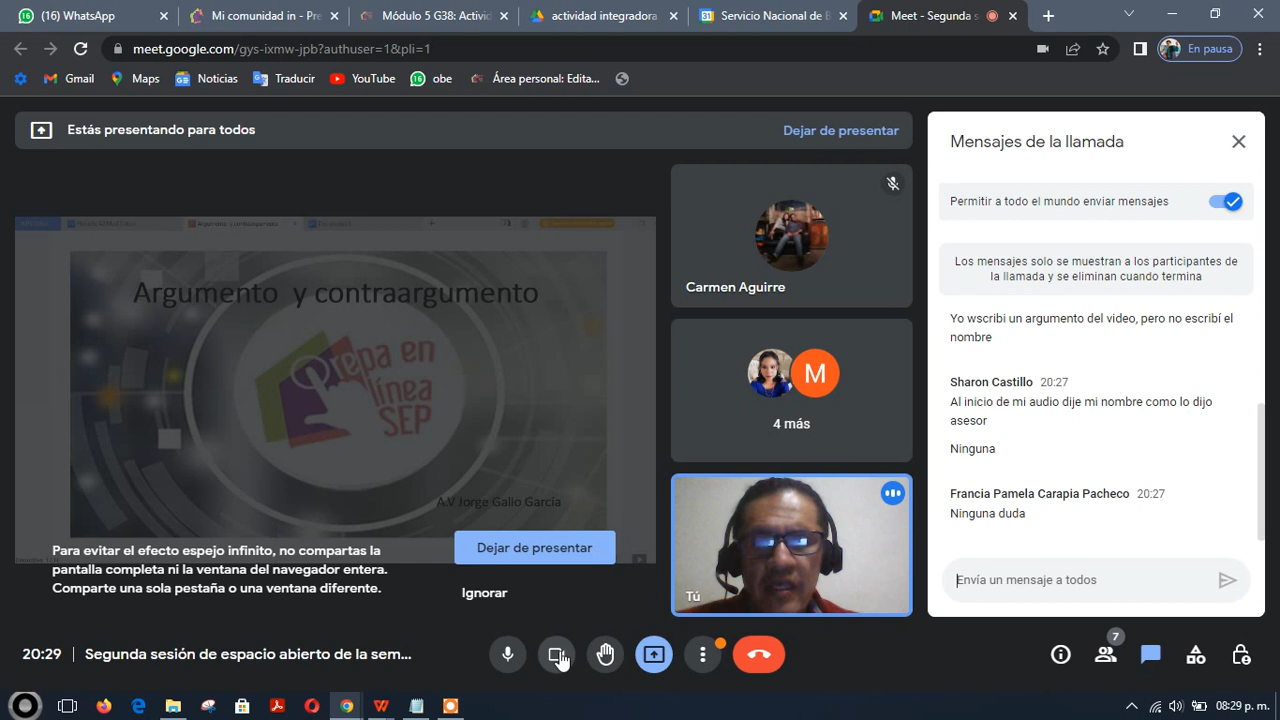 (16) WhatsApp
Mi comunidad in - Pre
Módulo 5 G38: Activid
actividad integradora
Servicio Nacional de B
Meet - Segunda s
meet.google.com/gys-ixmw-jpb?authuser=1&pli=1
En pausa
Gmail
Maps
Noticias
Traducir
YouTube
obe
Área personal: Edita...
Estás presentando para todos
Dejar de presentar
Argumento y contraargumento
Prepa en
línea
SEP
A.V Jorge Gallo García
Para evitar el efecto espejo infinito, no compartas la
pantalla completa ni la ventana del navegador entera.
Comparte una sola pestaña o una ventana diferente.
Dejar de presentar
Ignorar
Carmen Aguirre
M
4 más
Tú
Mensajes de la llamada
Permitir a todo el mundo enviar mensajes
Los mensajes solo se muestran a los participantes de
la llamada y se eliminan cuando termina
Yo wscribi un argumento del video, pero no escribí el
nombre
Sharon Castillo 20:27
Al inicio de mi audio dije mi nombre como lo dijo
asesor
Ninguna
Francia Pamela Carapia Pacheco 20:27
Ninguna duda
Envía un mensaje a todos
20:29 Segunda sesión de espacio abierto de la sem...
7
08:29 p. m.